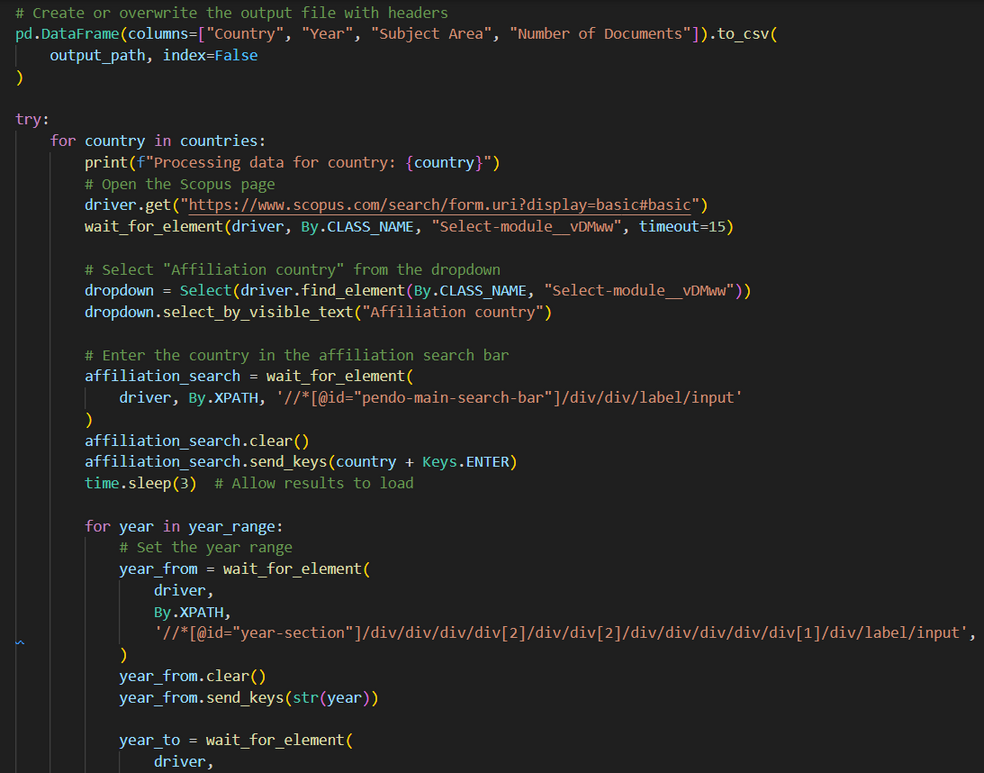 # Create or overwrite the output file with headers
pd.DataFrame(columns=["Country", "Year", "Subject Area", "Number of Documents"]).to_csv(
    output_path, index=False
)

try:
    for country in countries:
        print(f"Processing data for country: {country}")
        # Open the Scopus page
        driver.get("https://www.scopus.com/search/form.uri?display=basic#basic")
        wait_for_element(driver, By.CLASS_NAME, "Select-module__vDMww", timeout=15)

        # Select "Affiliation country" from the dropdown
        dropdown = Select(driver.find_element(By.CLASS_NAME, "Select-module__vDMww"))
        dropdown.select_by_visible_text("Affiliation country")

        # Enter the country in the affiliation search bar
        affiliation_search = wait_for_element(
            driver, By.XPATH, '//*[@id="pendo-main-search-bar"]/div/div/label/input'
        )
        affiliation_search.clear()
        affiliation_search.send_keys(country + Keys.ENTER)
        time.sleep(3)  # Allow results to load

        for year in year_range:
            # Set the year range
            year_from = wait_for_element(
                driver,
                By.XPATH,
                '//*[@id="year-section"]/div/div/div/div[2]/div/div[2]/div/div/div/div/div[1]/div/label/input',
            )
            year_from.clear()
            year_from.send_keys(str(year))

            year_to = wait_for_element(
                driver,